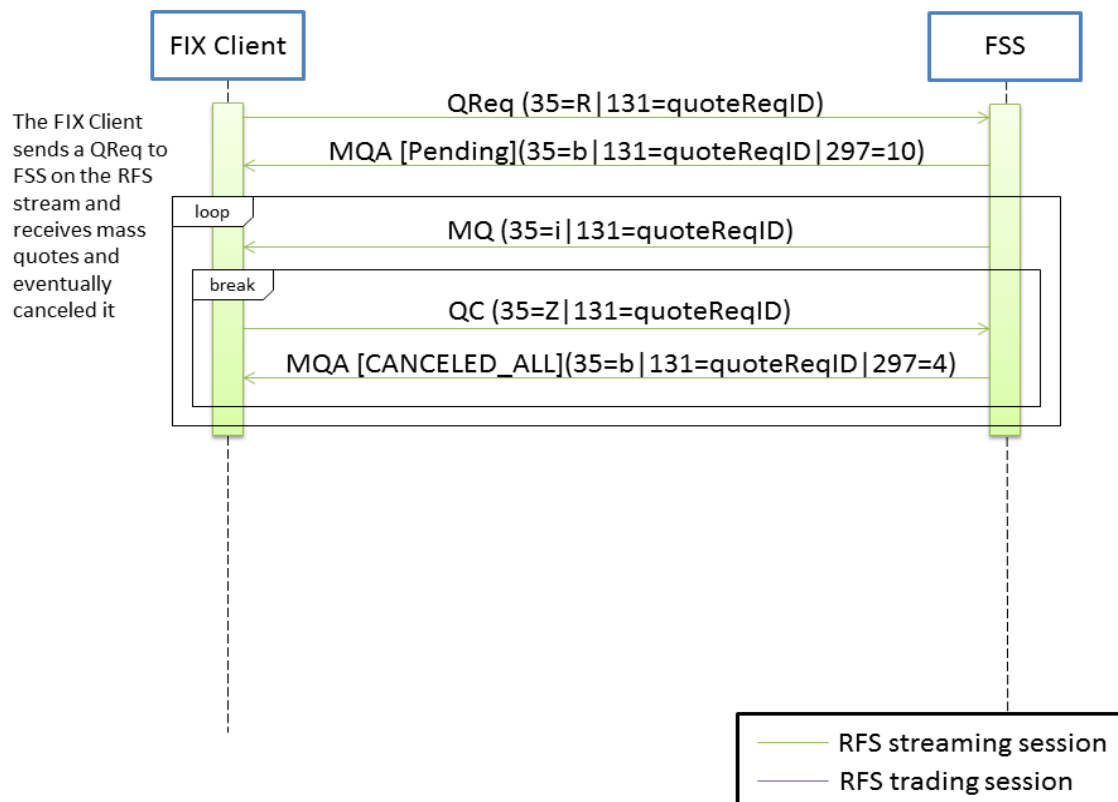 FIX Client
FSS
The FIX Client
sends a QReq to
FSS on the RFS
stream and
receives mass
quotes and
eventually
canceled it
QReq (35=R|131=quoteReqID)
MQA [Pending](35=b|131=quoteReqID|297=10)
loop
MQ (35=i|131=quoteReqID)
break
QC (35=Z|131=quoteReqID)
MQA [CANCELED_ALL](35=b|131=quoteReqID|297=4)
RFS streaming session
RFS trading session